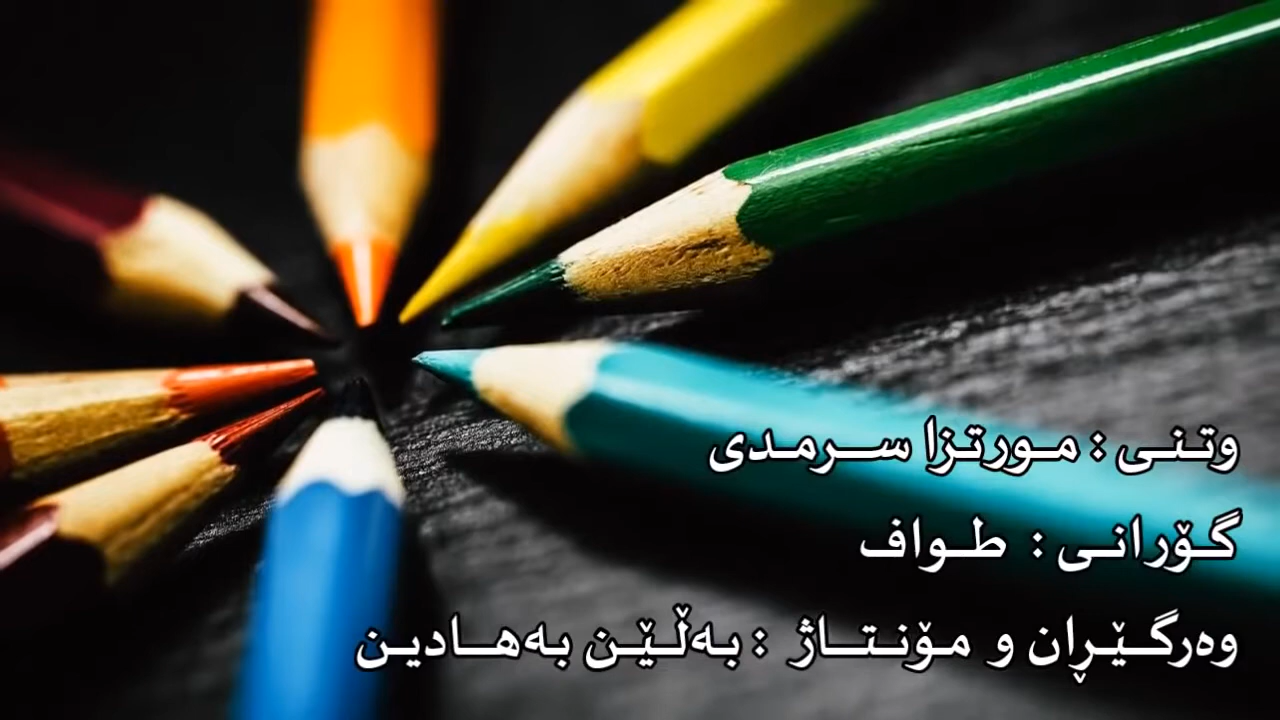 وتنی : مورتزا سرمدی
گۆرانی : طواف
وەرگێڕان و مۆنتاژ : بەڵێن بەهادین